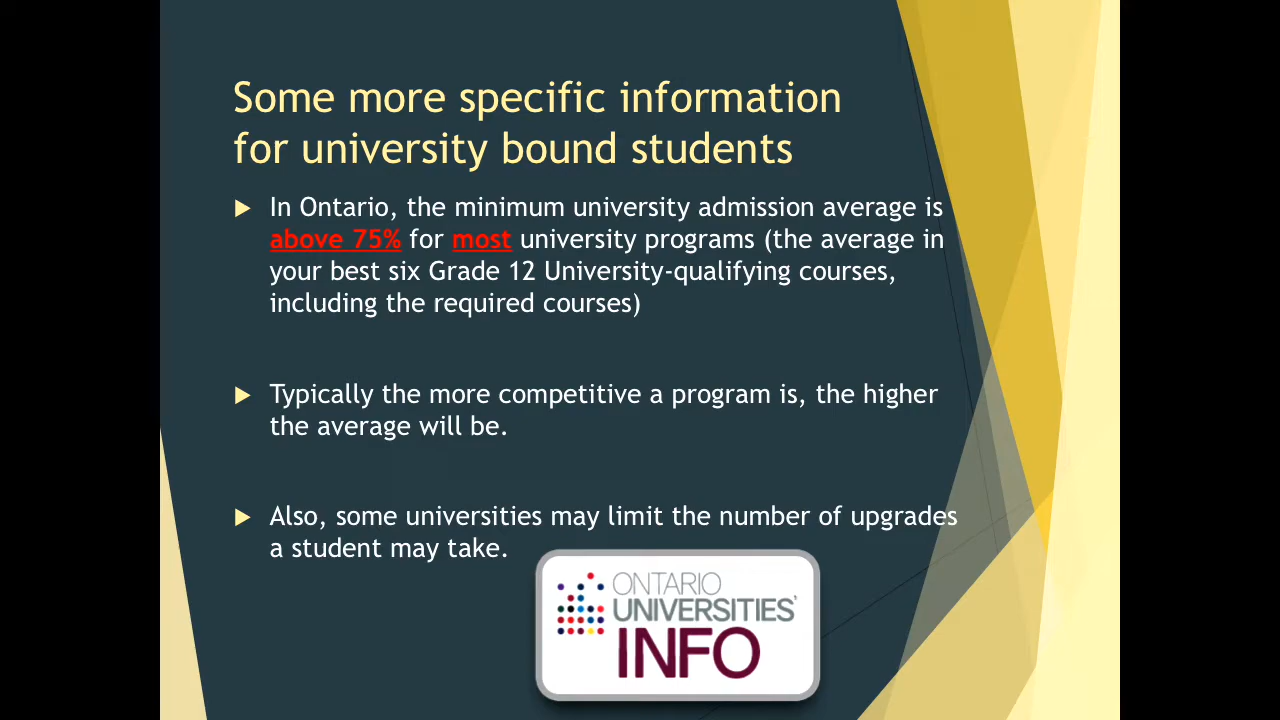 Some more specific information
for university bound students
In Ontario, the minimum university admission average is
above 75% for most university programs (the average in
your best six Grade 12 University-qualifying courses,
including the required courses)
Typically the more competitive a program is, the higher
the average will be.
Also, some universities may limit the number of upgrades
a student may take.
ONTARIO
UNIVERSITIES'
INFO